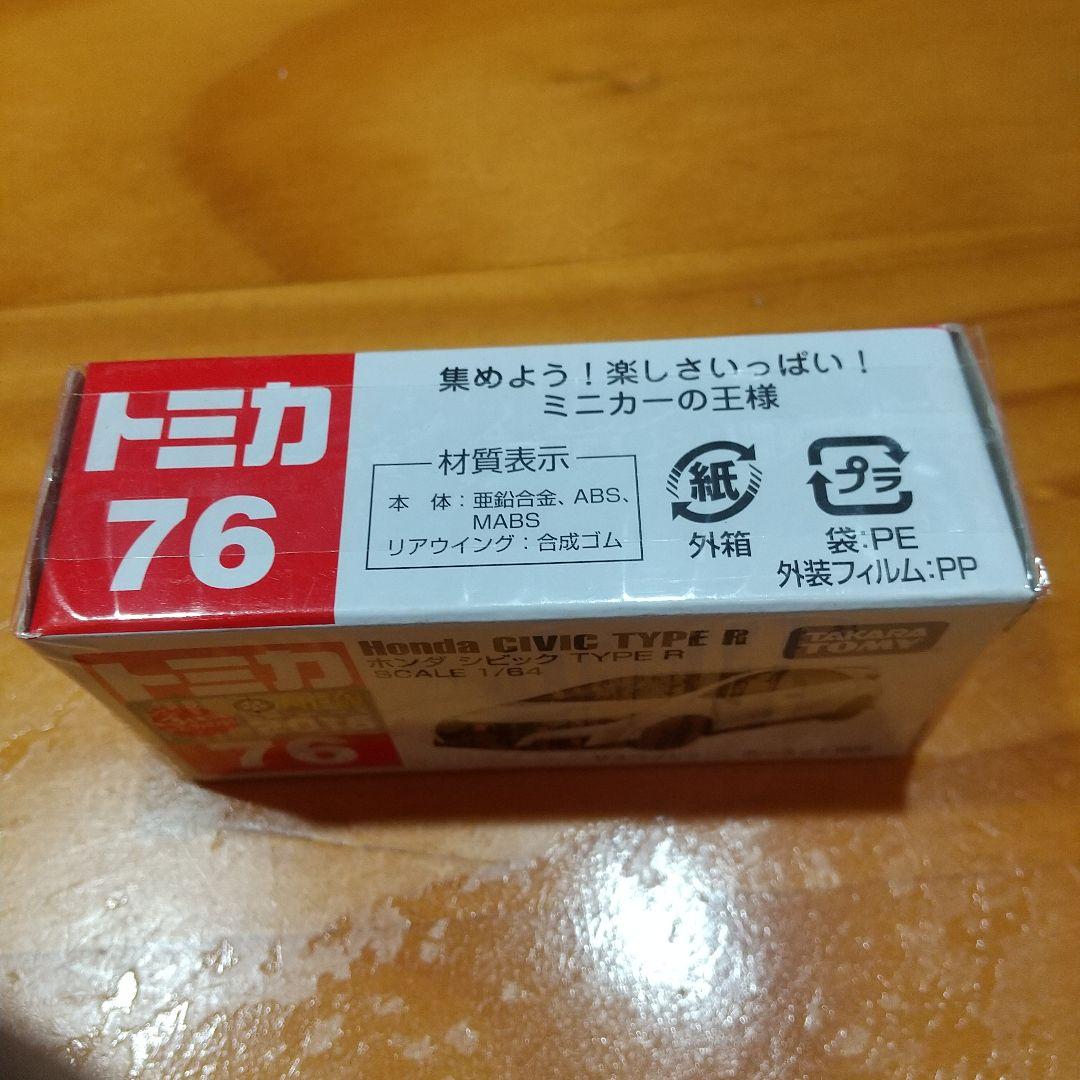 トミカ
76
集めよう！楽しさいっぱい！
ミニカーの王様
材質表示
本 体：亜鉛合金、ABS、
MABS
リアウイング：合成ゴム
紙
外箱
プラ
袋：PE
外装フィルム：PP
トミカ
76
Honda CIVIC TYPE R
ホンダ シビック TYPE R
SCALE 1/64
TAKARA
TOMY